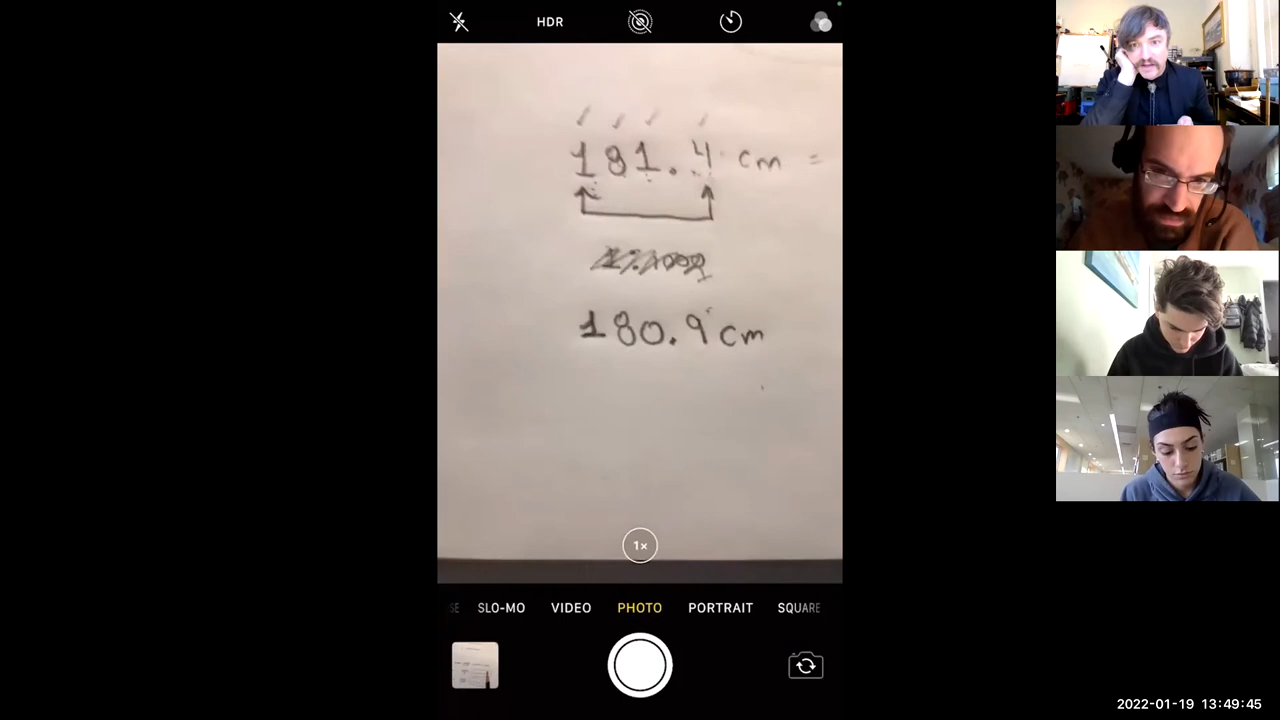 HDR
181.4 cm =
180.9 cm
1×
SLO-MO VIDEO PHOTO PORTRAIT SQUARE
2022-01-19 13:49:45